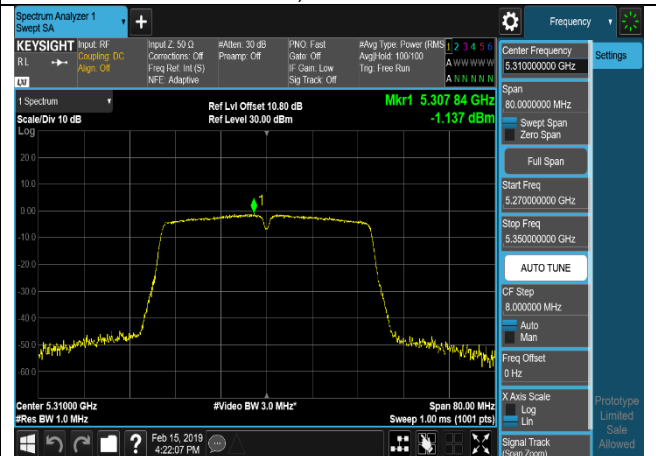 Spectrum Analyzer 1
Swept SA
Frequency
KEYSIGHT
RL
LXI
Input: RF
Coupling: DC
Align: Off
Input Z: 50 Ω
Corrections: Off
Freq Ref: Int (S)
NFE: Adaptive
#Atten: 30 dB
Preamp: Off
PNO: Fast
Gate: Off
IF Gain: Low
Sig Track: Off
#Avg Type: Power (RMS
Avg|Hold: 100/100
Trig: Free Run
1 2 3 4 5 6
A W W W W W
A N N N N N
1 Spectrum
Scale/Div 10 dB
Log
Ref Lvl Offset 10.80 dB
Ref Level 30.00 dBm
Mkr1 5.307 84 GHz
-1.137 dBm
20.0
10.0
0.00
-10.0
-20.0
-30.0
-40.0
-50.0
-60.0
1
Center 5.31000 GHz
#Res BW 1.0 MHz
#Video BW 3.0 MHz*
Span 80.00 MHz
Sweep 1.00 ms (1001 pts)
Feb 15, 2019
4:22:07 PM
Center Frequency
5.310000000 GHz
Settings
Span
80.0000000 MHz
Swept Span
Zero Span
Full Span
Start Freq
5.270000000 GHz
Stop Freq
5.350000000 GHz
AUTO TUNE
CF Step
8.000000 MHz
Auto
Man
Freq Offset
0 Hz
X Axis Scale
Log
Lin
Signal Track
(Span Zoom)
Prototype
Limited
Sale
Allowed